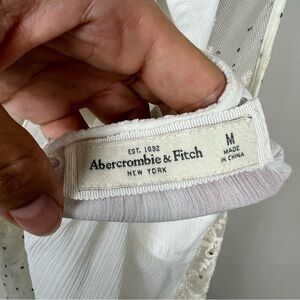 EST. 1892
Abercrombie & Fitch
NEW YORK
M
MADE
IN CHINA